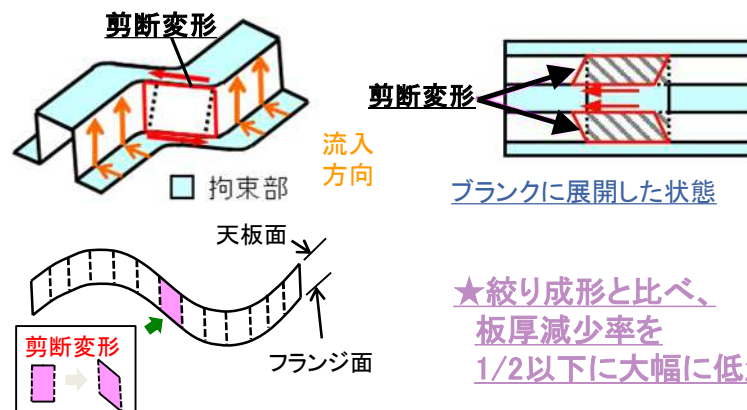 剪断変形
流入
方向
拘束部
剪断変形
ブランクに展開した状態
天板面
フランジ面
剪断変形
★絞り成形と比べ、
板厚減少率を
1/2以下に大幅に低